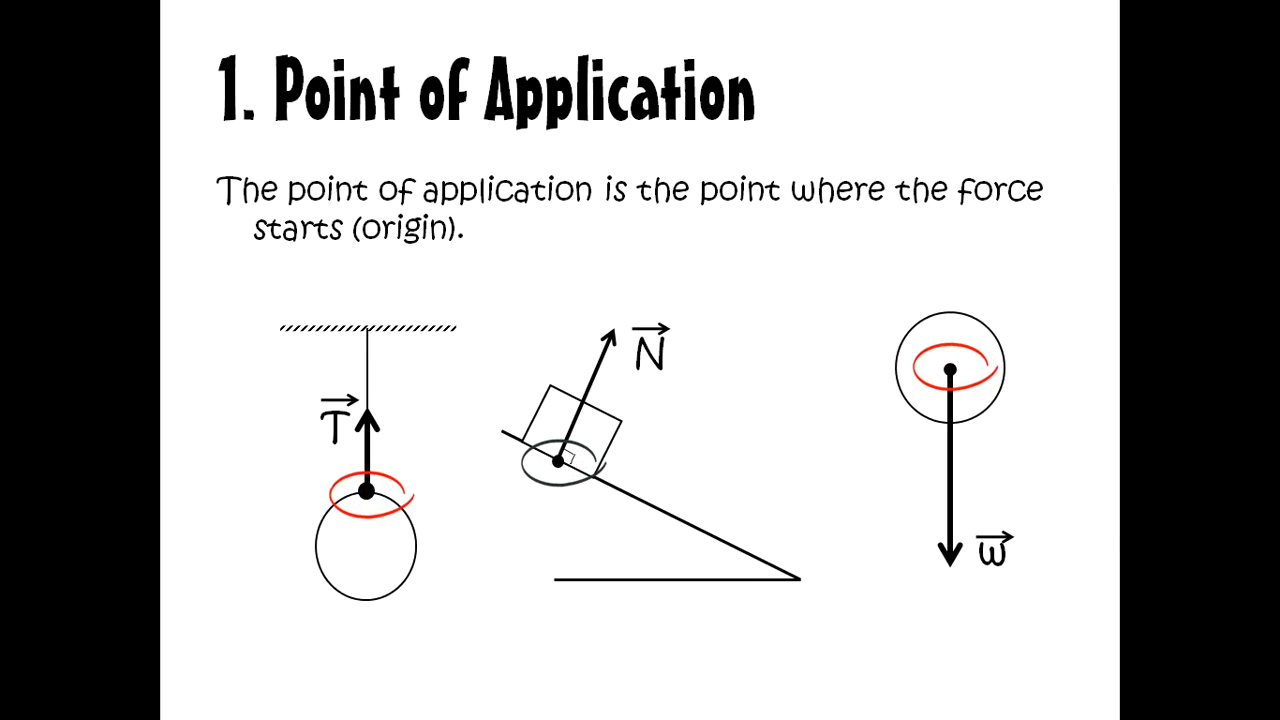 1. Point of Application
The point of application is the point where the force
starts (origin).
T
N
w